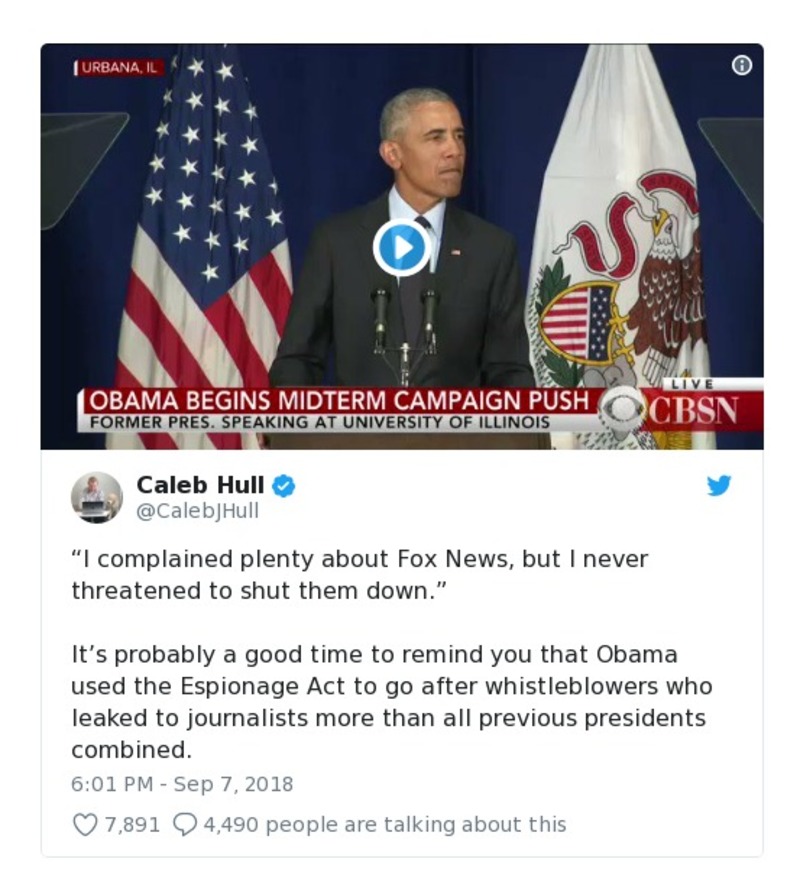 URBANA, IL
LIVE
OBAMA BEGINS MIDTERM CAMPAIGN PUSH
CBSN
FORMER PRES. SPEAKING AT UNIVERSITY OF ILLINOIS
Caleb Hull
@CalebJHull
“I complained plenty about Fox News, but I never
threatened to shut them down.”
It’s probably a good time to remind you that Obama
used the Espionage Act to go after whistleblowers who
leaked to journalists more than all previous presidents
combined.
6:01 PM - Sep 7, 2018
7,891 4,490 people are talking about this